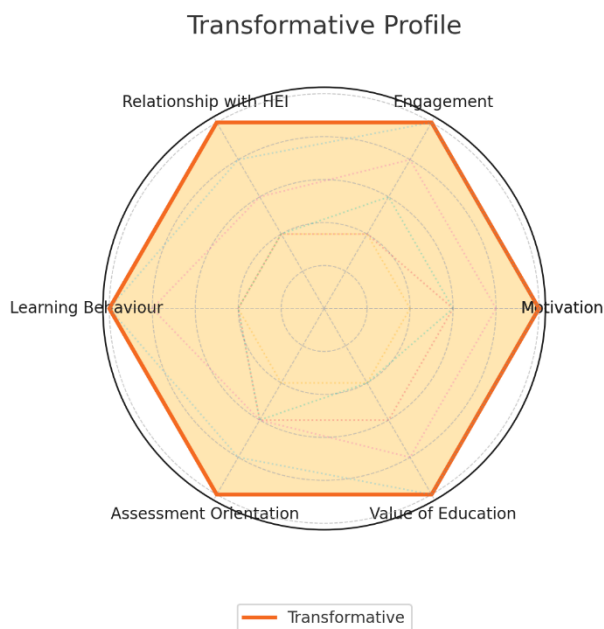 Transformative Profile
Relationship with HEI
Engagement
Learning Behaviour
Motivation
Assessment Orientation
Value of Education
Transformative